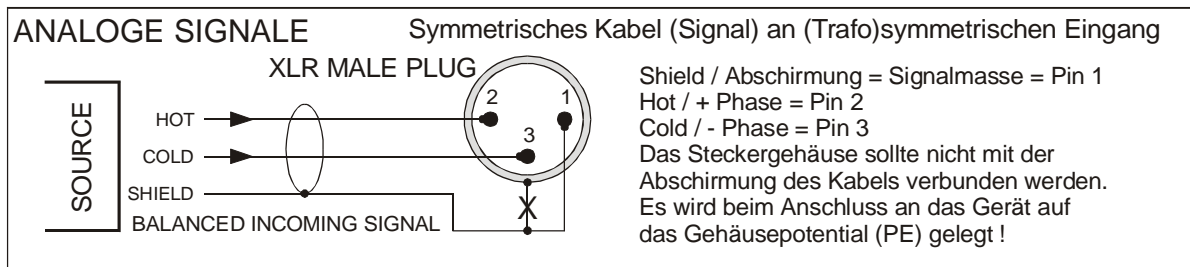 ANALOGE SIGNALE
Symmetrisches Kabel (Signal) an (Trafo)symmetrischen Eingang
XLR MALE PLUG
SOURCE
HOT
COLD
SHIELD
BALANCED INCOMING SIGNAL
2
1
3
X
Shield / Abschirmung = Signalmasse = Pin 1
Hot / + Phase = Pin 2
Cold / - Phase = Pin 3
Das Steckergehäuse sollte nicht mit der
Abschirmung des Kabels verbunden werden.
Es wird beim Anschluss an das Gerät auf
das Gehäusepotential (PE) gelegt !